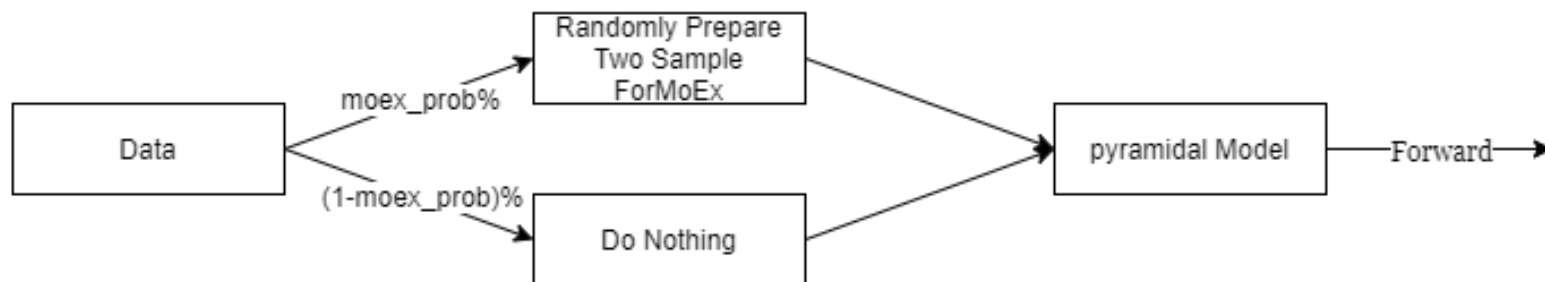 Randomly Prepare
Two Sample
ForMoEx
moex_prob%
Data
pyramidal Model
Forward
(1-moex_prob)%
Do Nothing